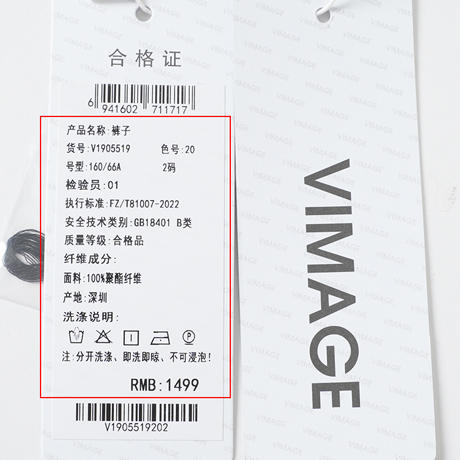 合格证
6 941602 711717
产品名称:裤子
货号:V1905519 色号:20
号型:160/66A 2码
检验员:01
执行标准:FZ/T81007-2022
安全技术类别:GB18401 B类
质量等级:合格品
纤维成分:
面料:100%聚酯纤维
产地:深圳
洗涤说明:
注:分开洗涤、即洗即晾、不可浸泡!
RMB:1499
V1905519202
VIMAGE